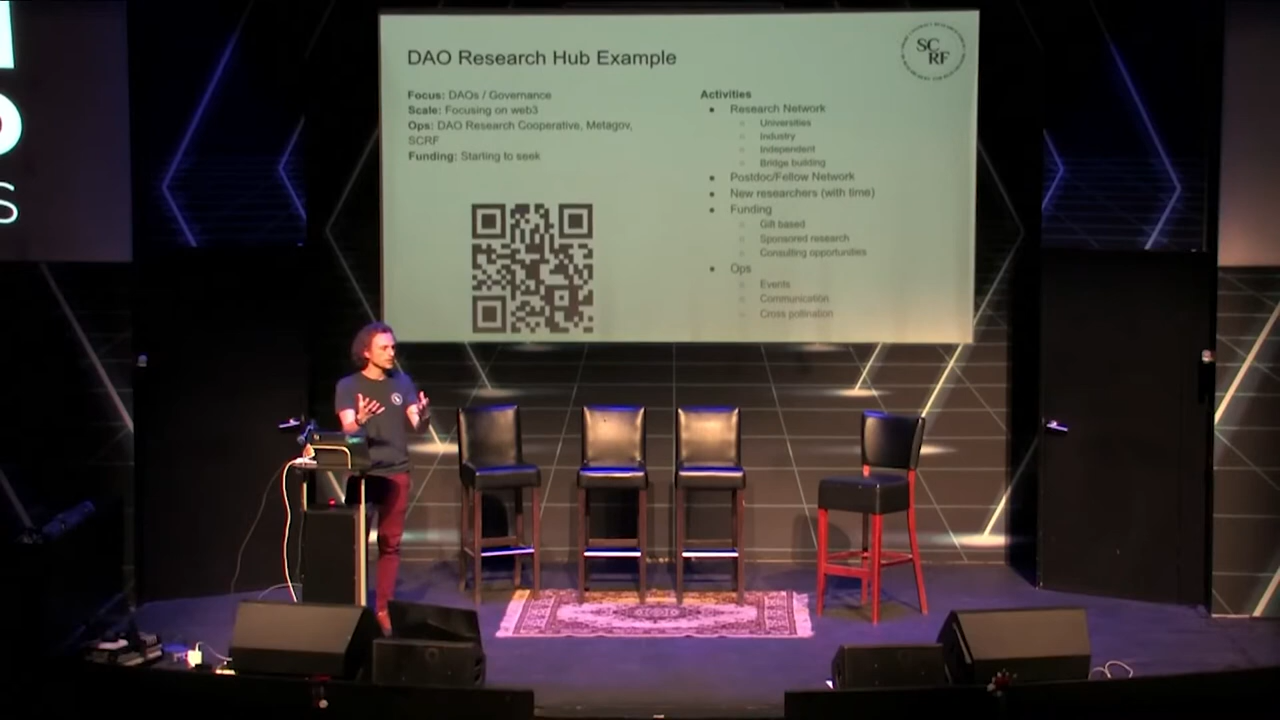 DAO Research Hub Example
SC
RF
Focus: DAOs / Governance
Scale: Focusing on web3
Ops: DAO Research Cooperative, Metagov,
SCRF
Funding: Starting to seek
Activities
Research Network
Universities
Industry
Independent
Bridge building
Postdoc/Fellow Network
New researchers (with time)
Funding
Gift based
Sponsored research
Consulting opportunities
Ops
Events
Communication
Cross pollination
S